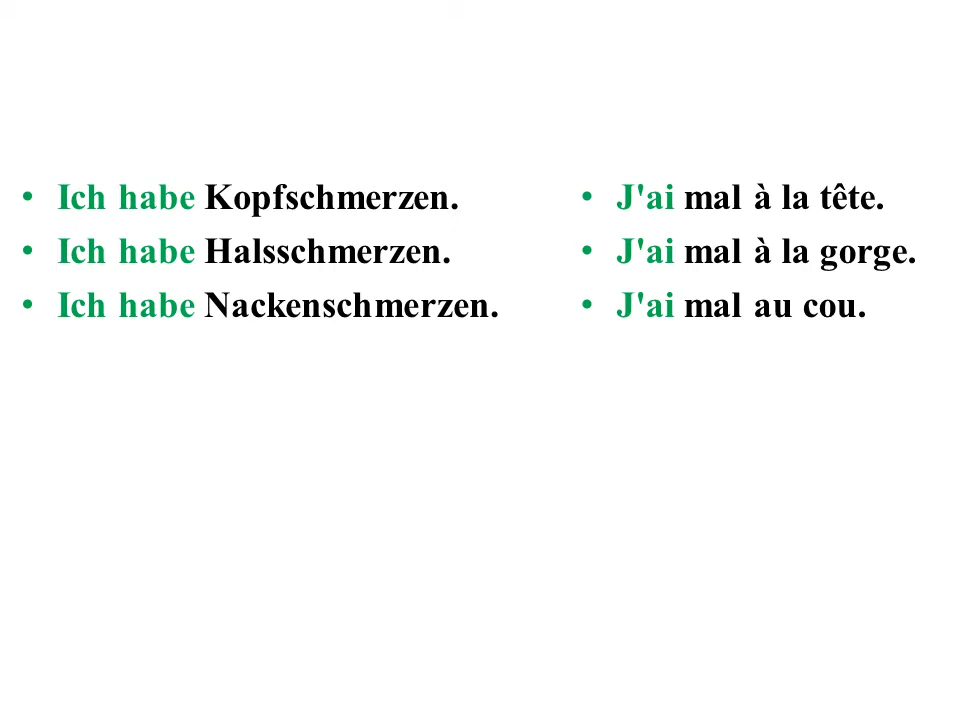 • Ich habe Kopfschmerzen.
• Ich habe Halsschmerzen.
• Ich habe Nackenschmerzen.
• J'ai mal à la tête.
• J'ai mal à la gorge.
• J'ai mal au cou.